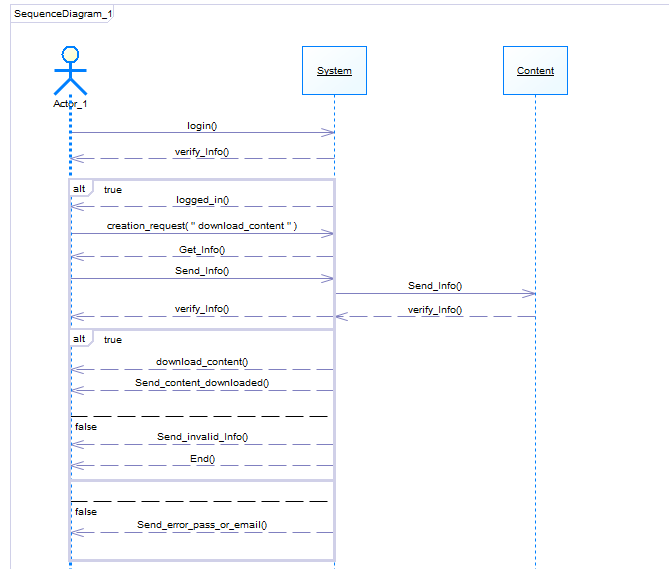 SequenceDiagram_1
System
Content
Actor_1
login()
verify_Info()
alt true
logged_in()
creation_request( " download_content " )
Get_Info()
Send_Info()
Send_Info()
verify_Info()
verify_Info()
alt true
download_content()
Send_content_downloaded()
false
Send_invalid_Info()
End()
false
Send_error_pass_or_email()